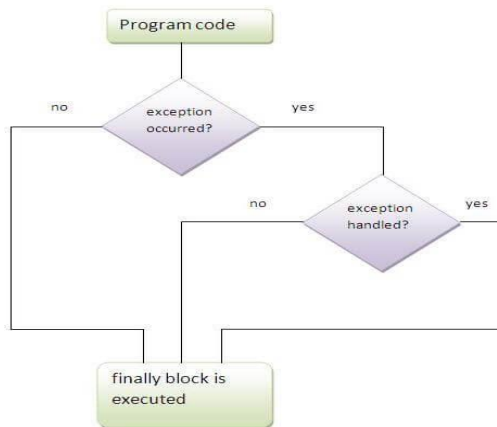 Program code
no
exception
occurred?
yes
no
exception
handled?
yes
finally block is
executed